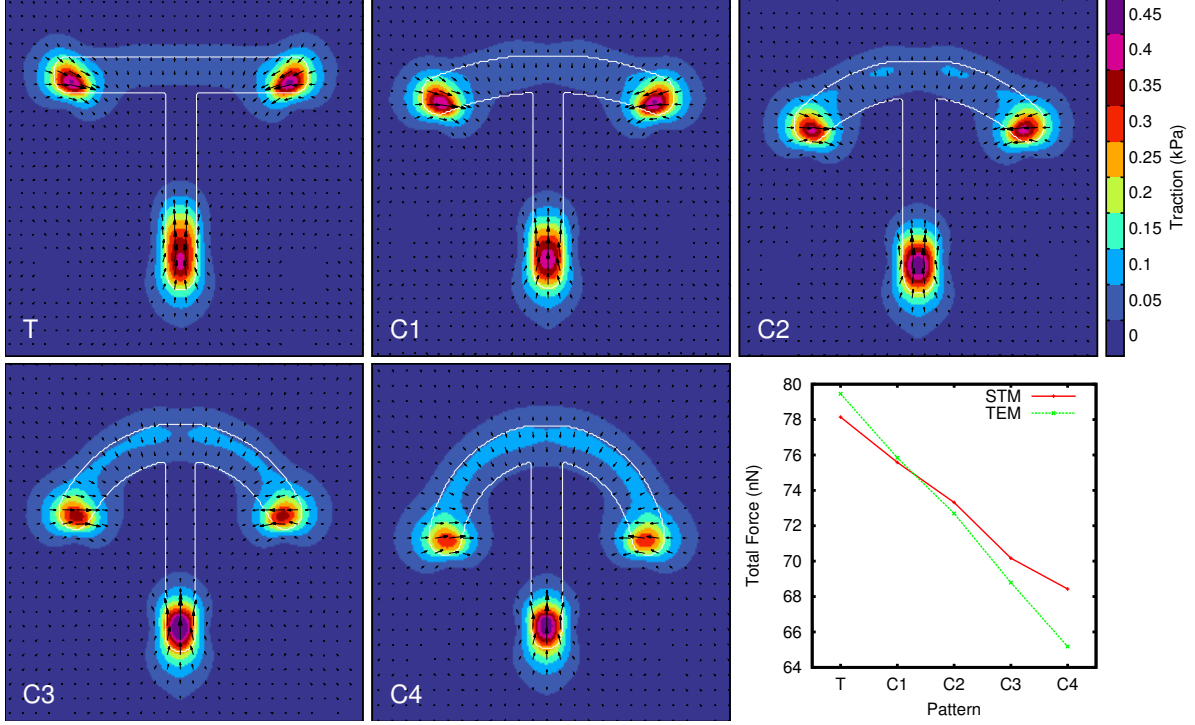 T
C1
C2
0.45
0.4
0.35
0.3
0.25
0.2
0.15
0.1
0.05
0
Traction (kPa)
C3
C4
80
78
76
74
72
70
68
66
64
Total Force (nN)
STM
TEM
T C1 C2 C3 C4
Pattern